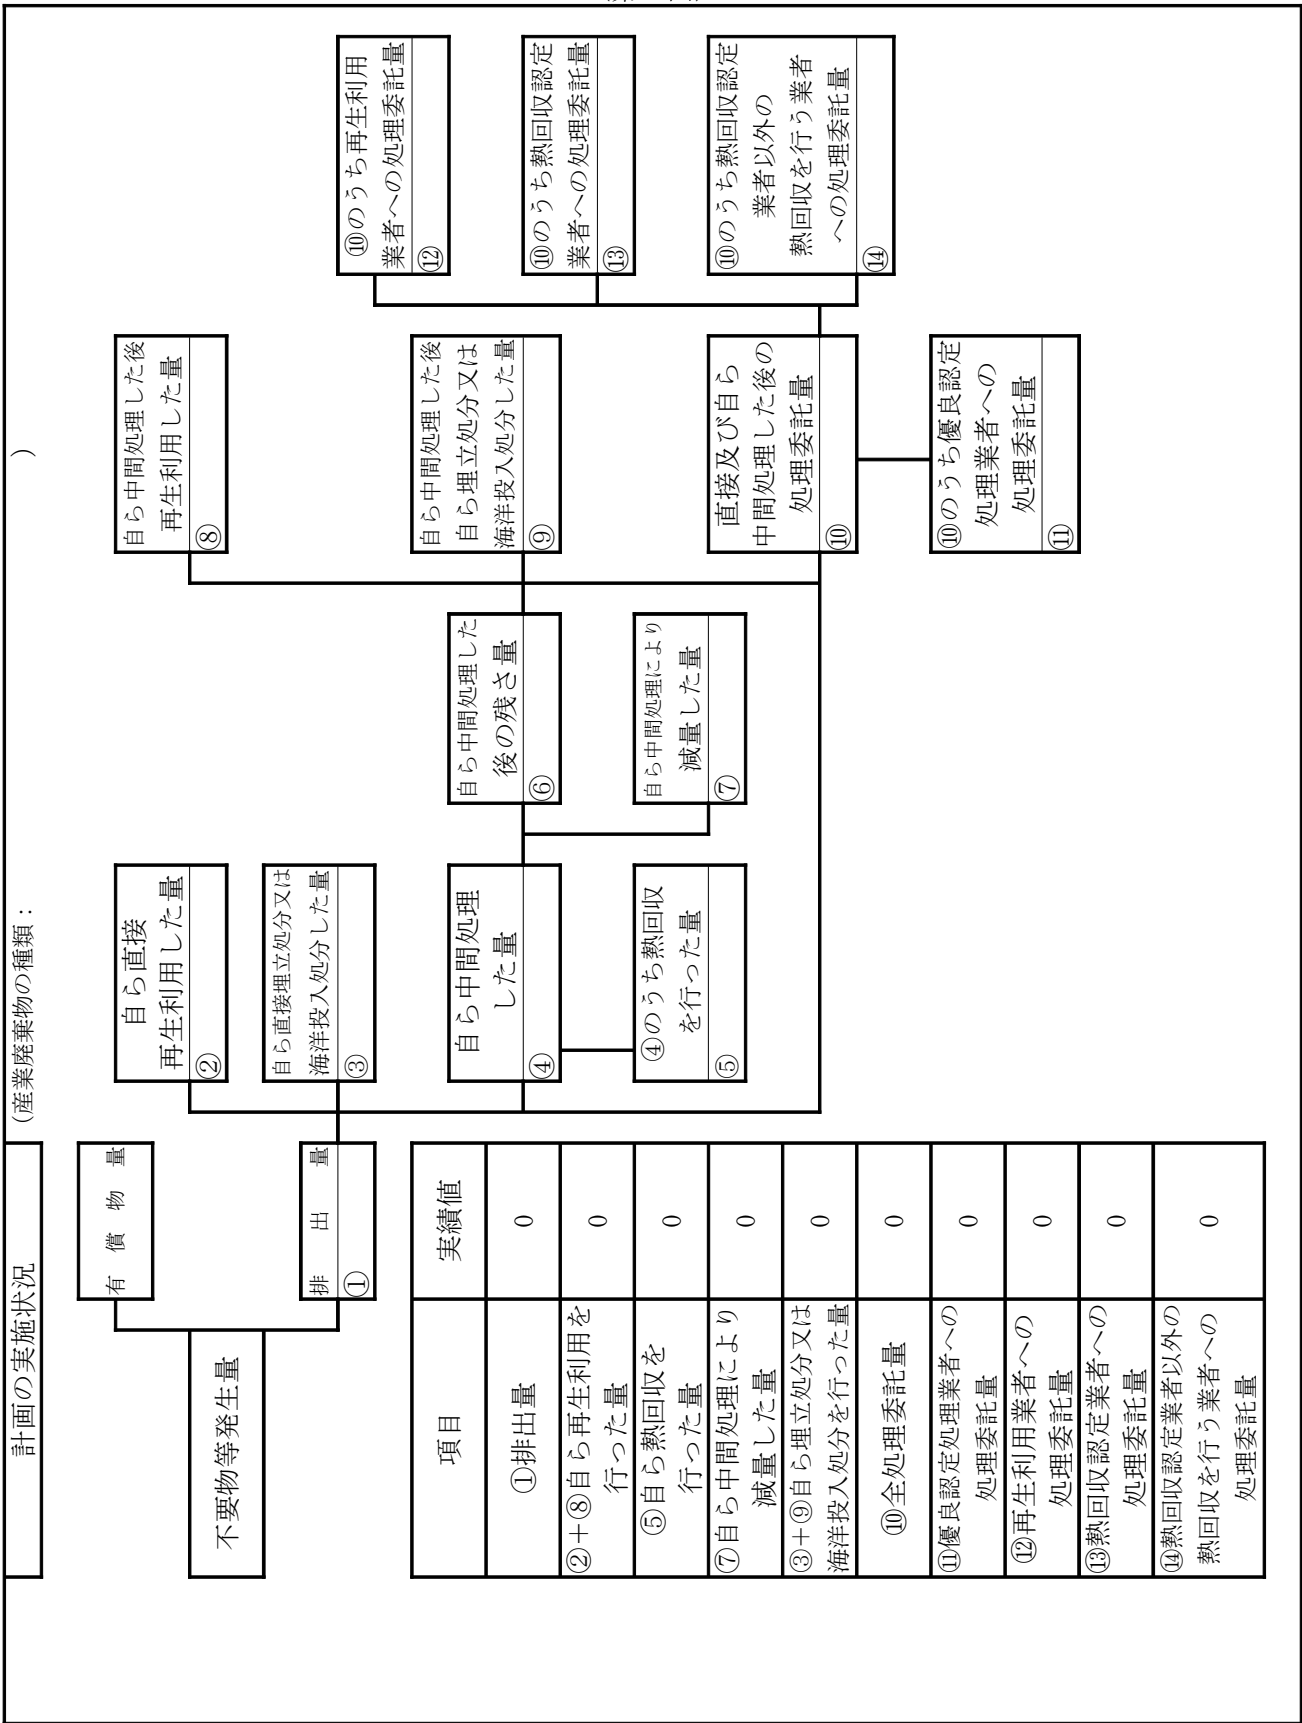 計画の実施状況
(産業廃棄物の種類：　　　)
不要物等発生量
有償物量
排出量
①
自ら直接
再生利用した量
②
自ら直接埋立処分又は
海洋投入処分した量
③
自ら中間処理
した量
④
④のうち熱回収
を行った量
⑤
自ら中間処理した
後の残さ量
⑥
自ら中間処理により
減量した量
⑦
自ら中間処理した後
再生利用した量
⑧
自ら中間処理した後
自ら埋立処分又は
海洋投入処分した量
⑨
直接及び自ら
中間処理した後の
処理委託量
⑩
⑩のうち優良認定
処理業者への
処理委託量
⑪
⑩のうち再生利用
業者への処理委託量
⑫
⑩のうち熱回収認定
業者への処理委託量
⑬
⑩のうち熱回収認定
業者以外の
熱回収を行う業者
への処理委託量
⑭
項目 実績値
①排出量 0
②＋⑧自ら再生利用を
行った量 0
⑤自ら熱回収を
行った量 0
⑦自ら中間処理により
減量した量 0
③＋⑨自ら埋立処分又は
海洋投入処分を行った量 0
⑩全処理委託量 0
⑪優良認定処理業者への
処理委託量 0
⑫再生利用業者への
処理委託量 0
⑬熱回収認定業者への
処理委託量 0
⑭熱回収認定業者以外の
熱回収を行う業者への
処理委託量 0